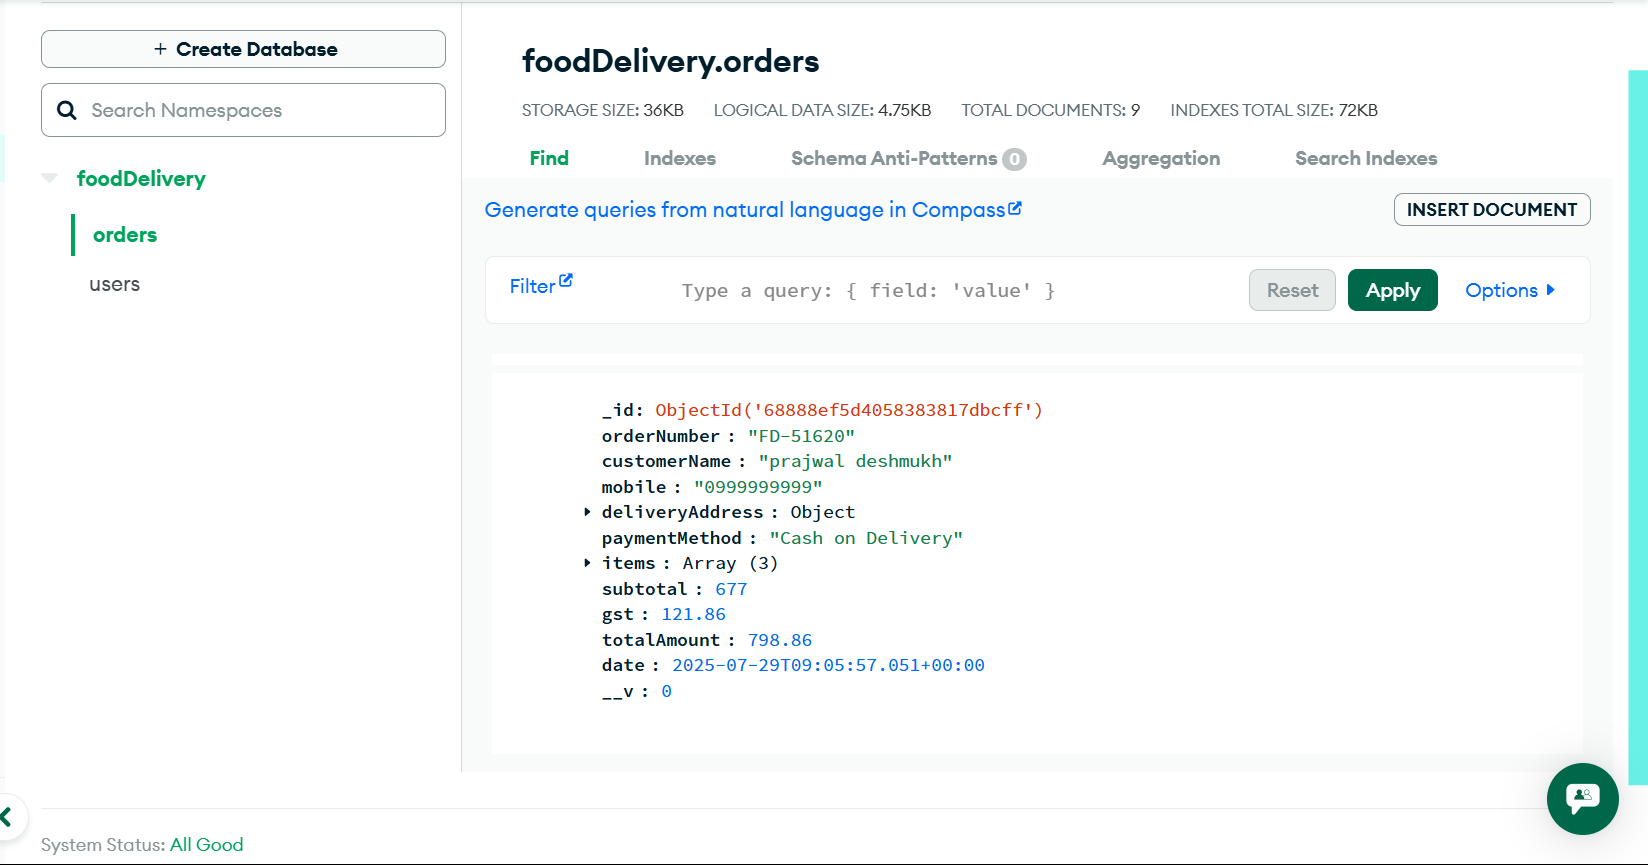 + Create Database
Search Namespaces
foodDelivery
orders
users
foodDelivery.orders
STORAGE SIZE: 36KB LOGICAL DATA SIZE: 4.75KB TOTAL DOCUMENTS: 9 INDEXES TOTAL SIZE: 72KB
Find Indexes Schema Anti-Patterns 0 Aggregation Search Indexes
Generate queries from natural language in Compass
INSERT DOCUMENT
Filter Type a query: { field: 'value' } Reset Apply Options
_id: ObjectId('68888ef5d4058383817dbcff')
orderNumber : "FD-51620"
customerName : "prajwal deshmukh"
mobile : "0999999999"
deliveryAddress : Object
paymentMethod : "Cash on Delivery"
items : Array (3)
subtotal : 677
gst : 121.86
totalAmount : 798.86
date : 2025-07-29T09:05:57.051+00:00
__v : 0
System Status: All Good